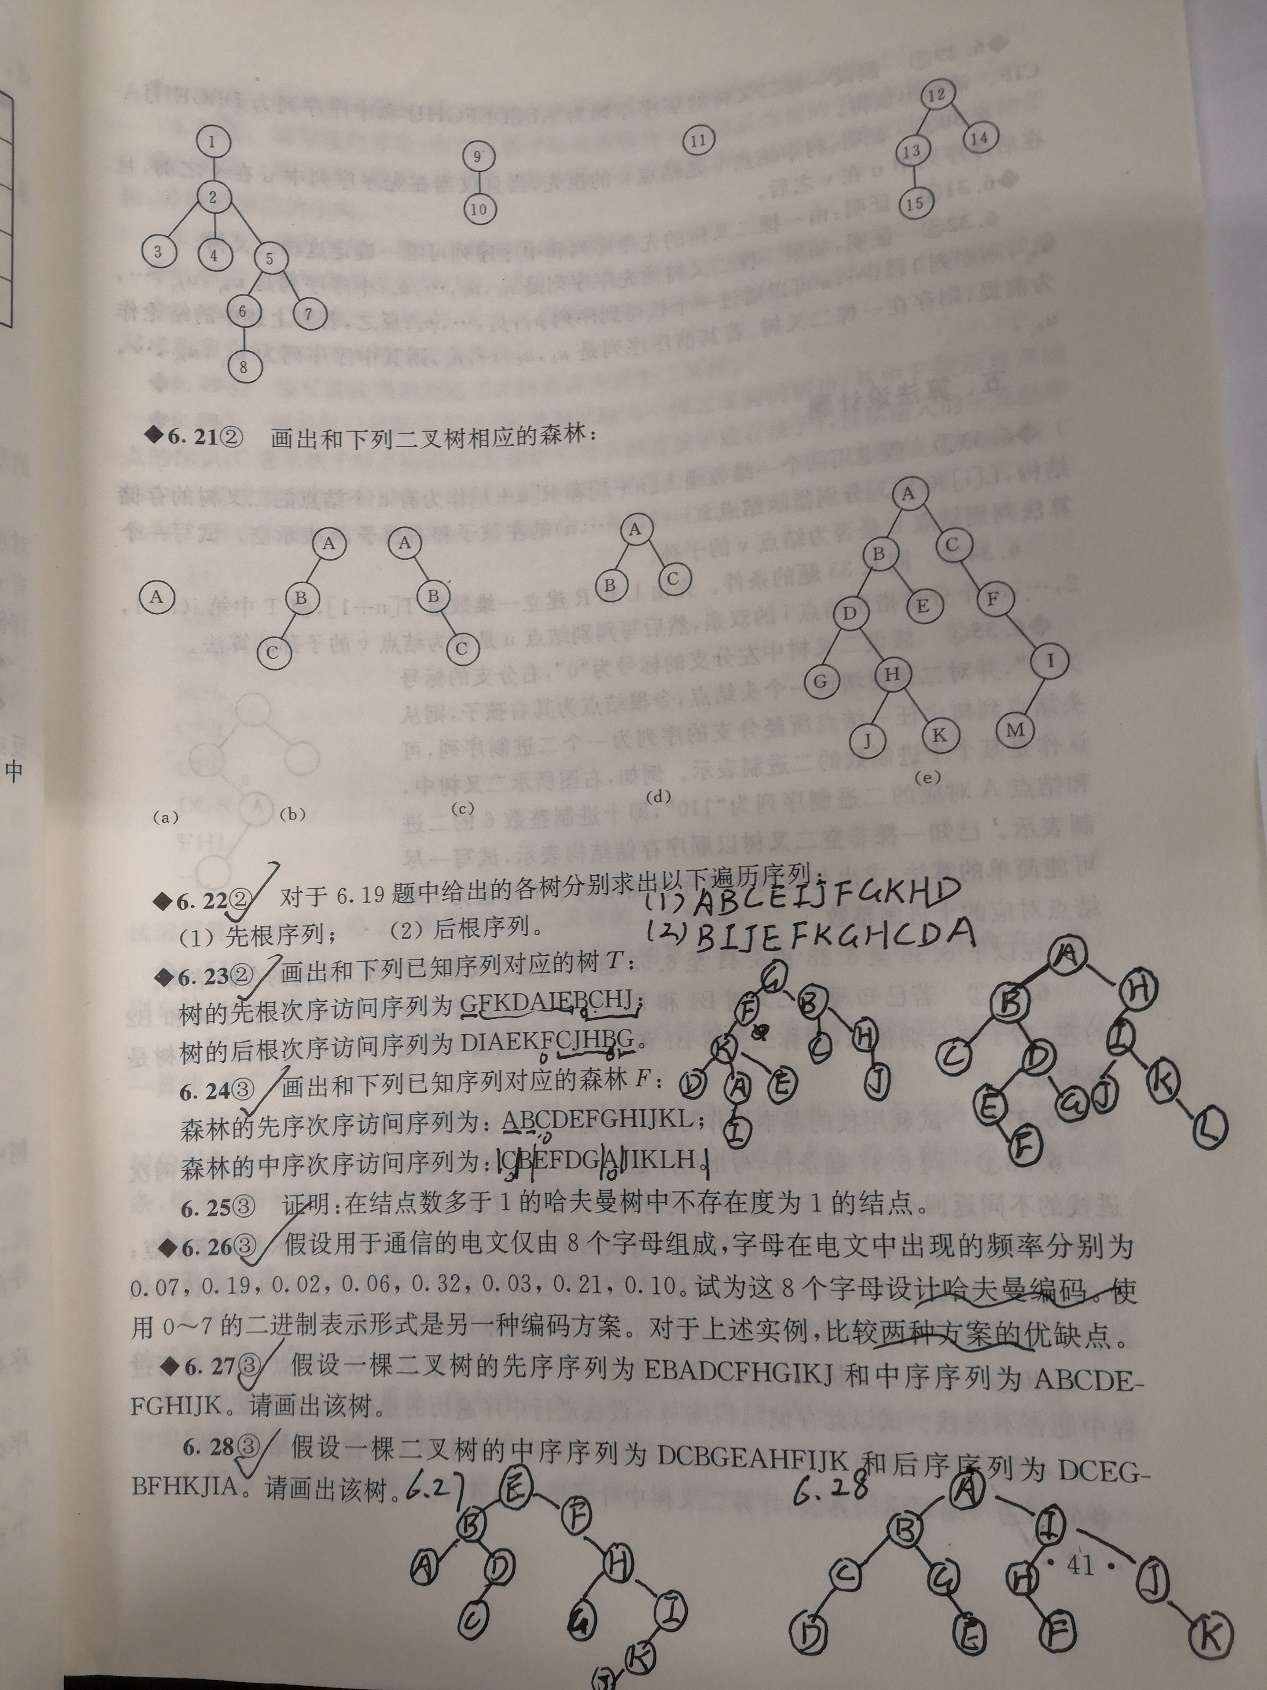 1
9
11
12
2
10
13
14
3
4
5
15
6
7
8
◆6.21② 画出和下列二叉树相应的森林:
A
A
A
A
A
B
B
B
C
B
C
C
C
D
E
F
G
H
I
J
K
M
(a)
(b)
(c)
(d)
(e)
◆6.22② 对于6.19题中给出的各树分别求出以下遍历序列:
(1) ABCEIJFGKHD
(1) 先根序列; (2) 后根序列。
(2) BIJEFKGHCDA
◆6.23② 画出和下列已知序列对应的树T:
树的先根次序访问序列为GFKDAIEBCHJ;
树的后根次序访问序列为DIAEKFCJHBG。
6.24③ 画出和下列已知序列对应的森林F:
森林的先序次序访问序列为:ABCDEFGHIJKL;
森林的中序次序访问序列为:CBEFDGAJIKLH。
G
F
B
K
C
H
D
A
E
J
I
A
B
H
C
D
I
E
G
J
K
F
L
6.25③ 证明:在结点数多于1的哈夫曼树中不存在度为1的结点。
◆6.26③ 假设用于通信的电文仅由8个字母组成,字母在电文中出现的频率分别为
0.07,0.19,0.02,0.06,0.32,0.03,0.21,0.10。试为这8个字母设计哈夫曼编码。使
用0～7的二进制表示形式是另一种编码方案。对于上述实例,比较两种方案的优缺点。
◆6.27③ 假设一棵二叉树的先序序列为EBADCFHGIKJ和中序序列为ABCDE-
FGHIJK。请画出该树。
6.28③ 假设一棵二叉树的中序序列为DCBGEAHFIJK和后序序列为DCEG-
BFHKJIA。请画出该树。
6.27
E
B
F
A
D
H
C
G
I
K
J
6.28
A
B
I
C
G
H
J
D
E
F
K
· 41 ·
中